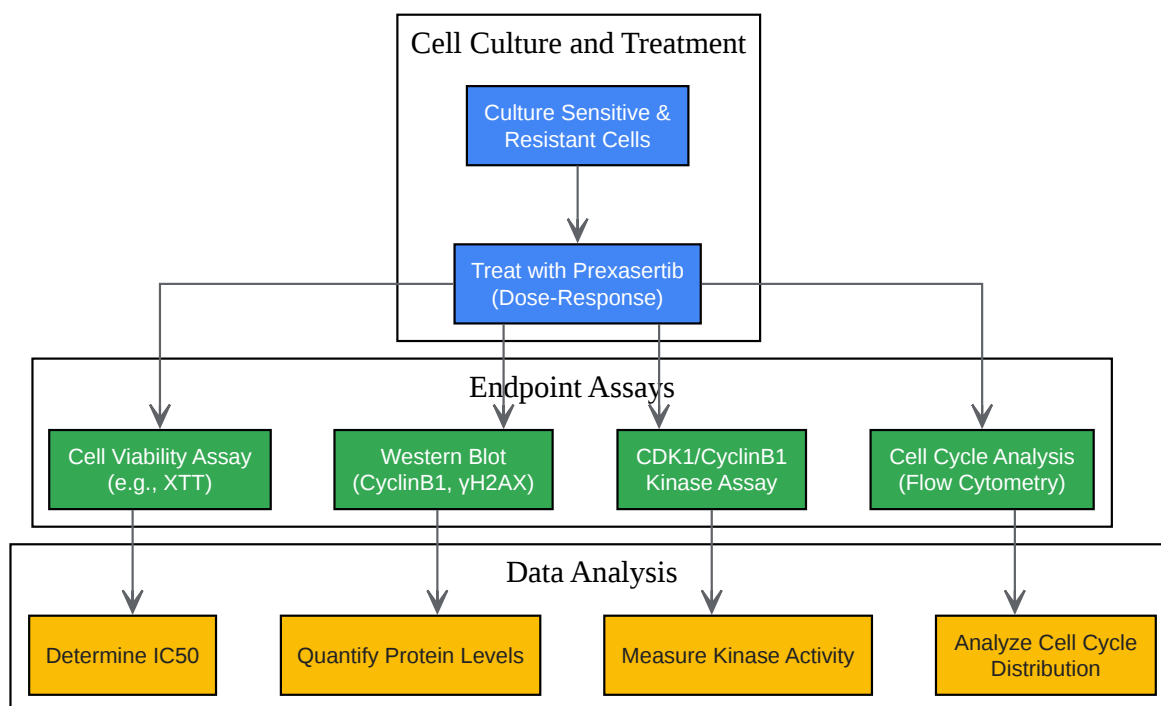 Cell Culture and Treatment
Culture Sensitive &
Resistant Cells
Treat with Prexasertib
(Dose-Response)
Endpoint Assays
Cell Viability Assay
(e.g., XTT)
Western Blot
(CyclinB1, γH2AX)
CDK1/CyclinB1
Kinase Assay
Cell Cycle Analysis
(Flow Cytometry)
Data Analysis
Determine IC50
Quantify Protein Levels
Measure Kinase Activity
Analyze Cell Cycle
Distribution